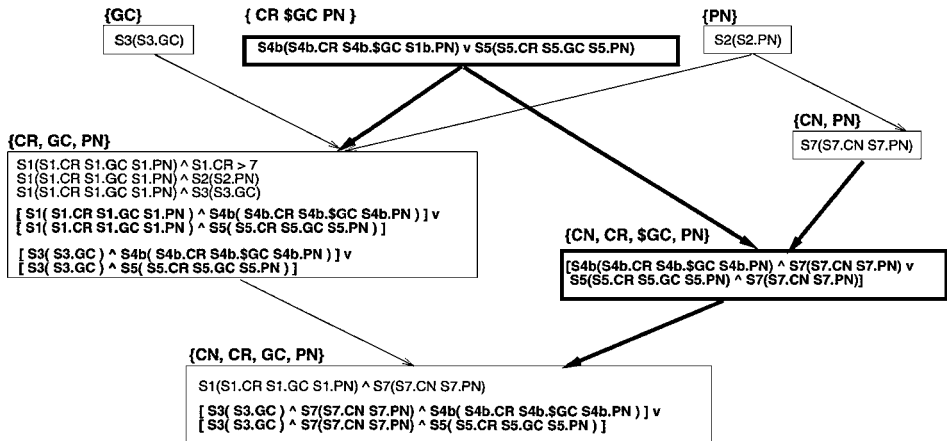 {GC}
{ CR $GC PN }
{PN}
S3(S3.GC)
S4b(S4b.CR S4b.$GC S1b.PN) v S5(S5.CR S5.GC S5.PN)
S2(S2.PN)
{CR, GC, PN}
{CN, PN}
S1(S1.CR S1.GC S1.PN) ^ S1.CR > 7
S1(S1.CR S1.GC S1.PN) ^ S2(S2.PN)
S1(S1.CR S1.GC S1.PN) ^ S3(S3.GC)
[ S1( S1.CR S1.GC S1.PN ) ^ S4b( S4b.CR S4b.$GC S4b.PN ) ] v
[ S1( S1.CR S1.GC S1.PN ) ^ S5( S5.CR S5.GC S5.PN ) ]
[ S3( S3.GC ) ^ S4b( S4b.CR S4b.$GC S4b.PN ) ] v
[ S3( S3.GC ) ^ S5( S5.CR S5.GC S5.PN ) ]
S7(S7.CN S7.PN)
{CN, CR, $GC, PN}
[S4b(S4b.CR S4b.$GC S4b.PN) ^ S7(S7.CN S7.PN) v
S5(S5.CR S5.GC S5.PN) ^ S7(S7.CN S7.PN)]
{CN, CR, GC, PN}
S1(S1.CR S1.GC S1.PN) ^ S7(S7.CN S7.PN)
[ S3( S3.GC ) ^ S7(S7.CN S7.PN) ^ S4b( S4b.CR S4b.$GC S4b.PN ) ] v
[ S3( S3.GC ) ^ S7(S7.CN S7.PN) ^ S5( S5.CR S5.GC S5.PN ) ]